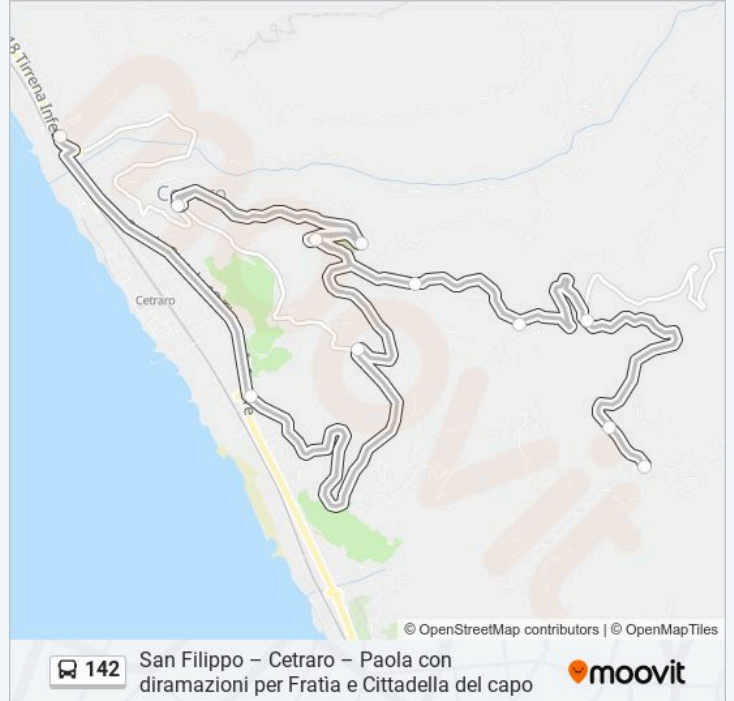 18 Tirrena Infe
Cetraro
© OpenStreetMap contributors | © OpenMapTiles
142
San Filippo – Cetraro – Paola con
diramazioni per Fratìa e Cittadella del capo
moovit